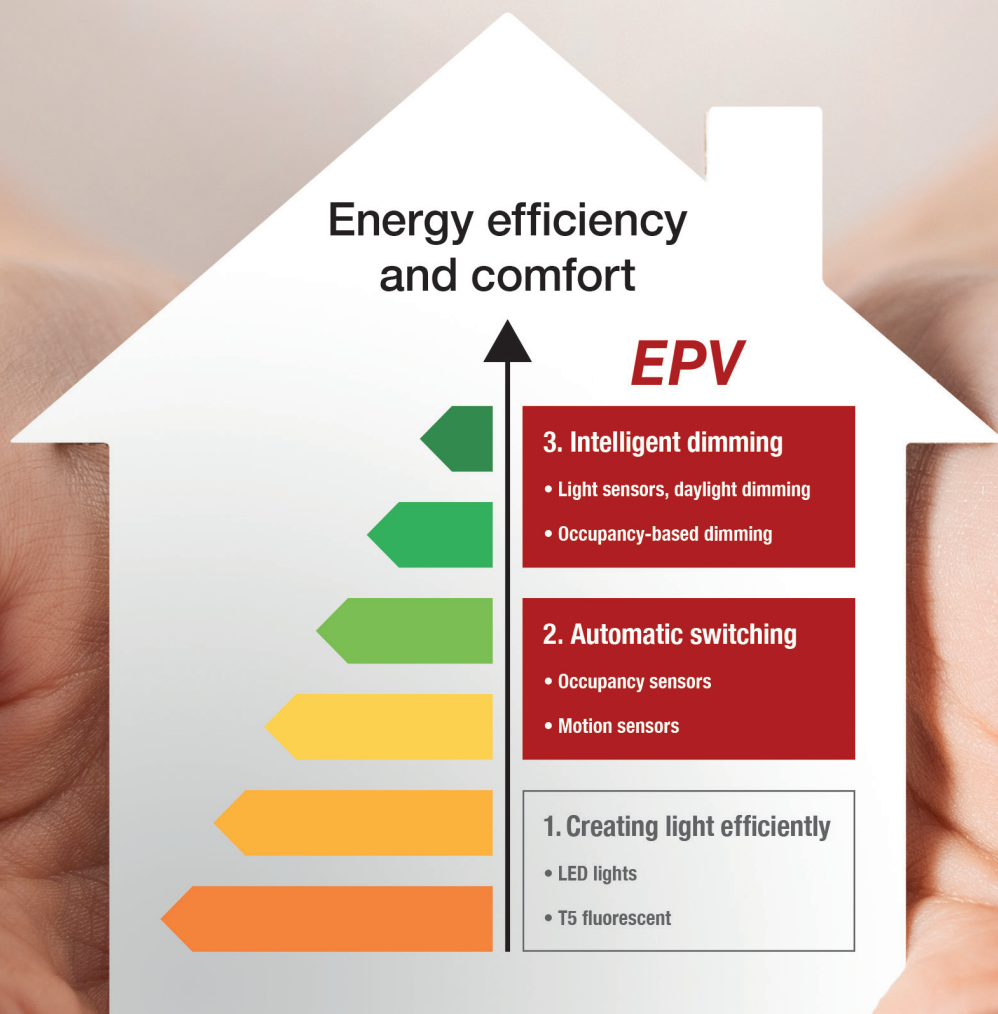 Energy efficiency
and comfort
EPV
3. Intelligent dimming
• Light sensors, daylight dimming
• Occupancy-based dimming
2. Automatic switching
• Occupancy sensors
• Motion sensors
1. Creating light efficiently
• LED lights
• T5 fluorescent